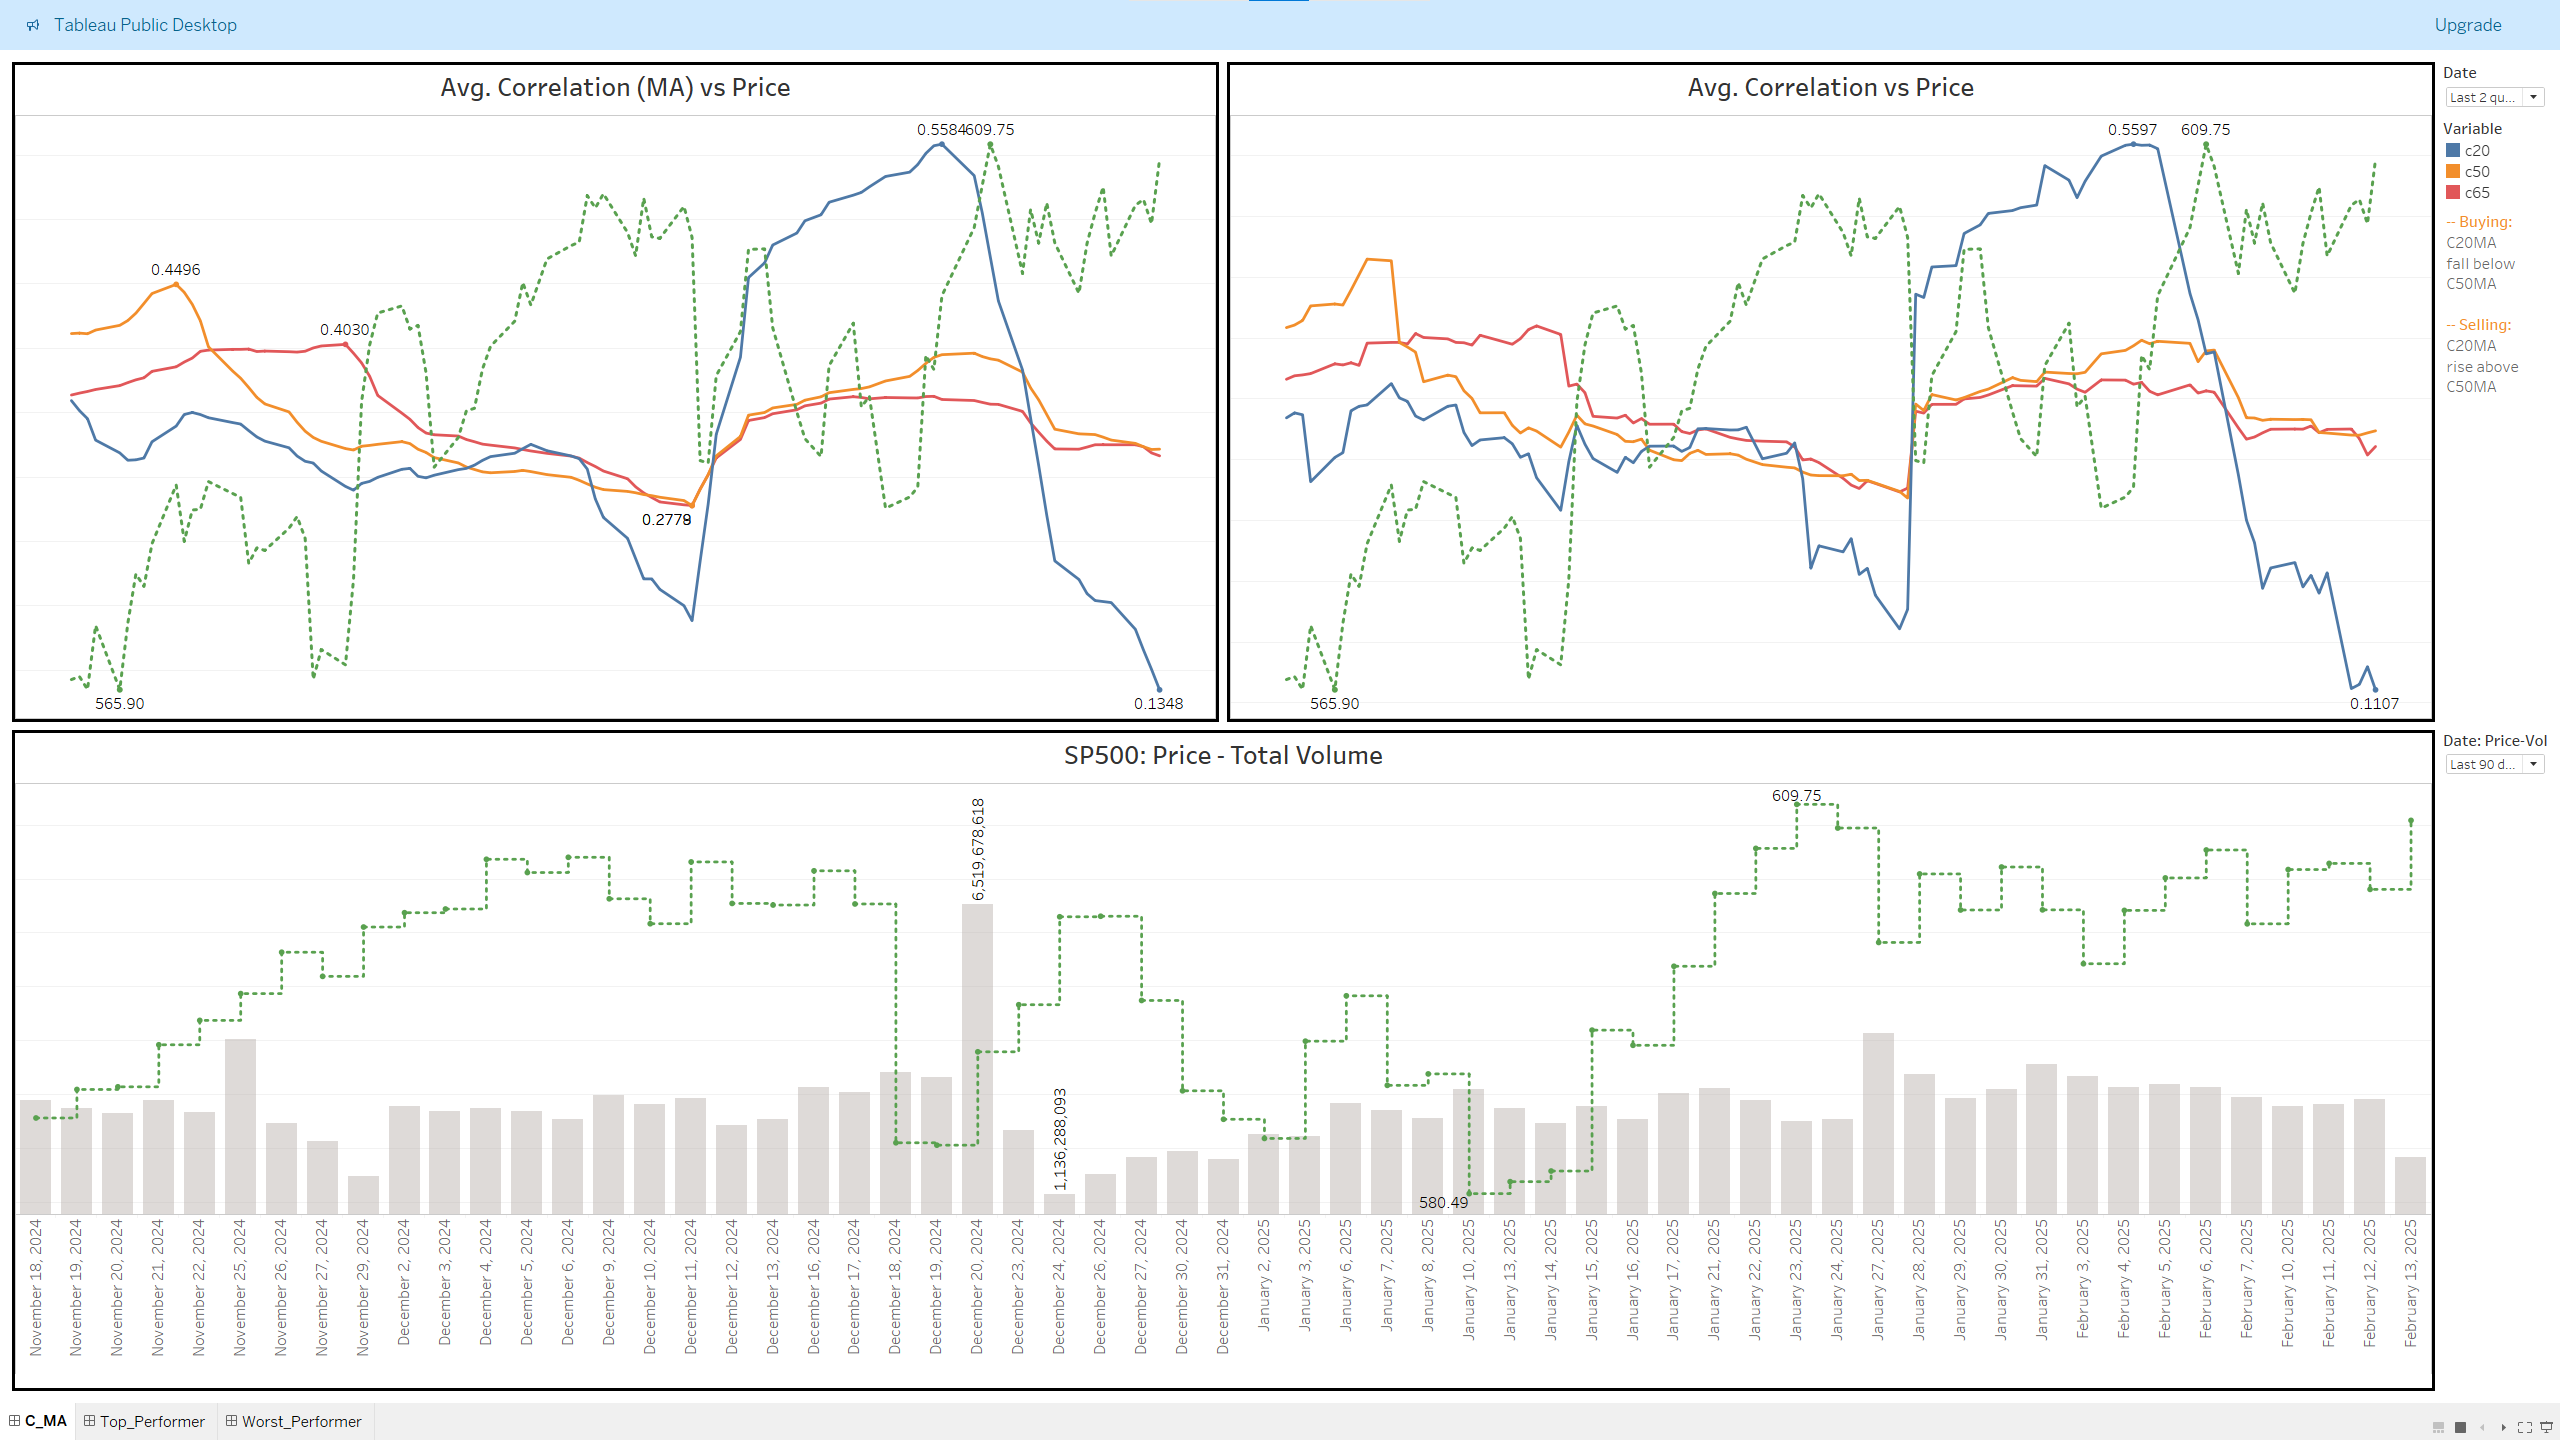 Tableau Public Desktop
Upgrade
Avg. Correlation (MA) vs Price
0.5584
609.75
0.4496
0.4030
0.2779
565.90
0.1348
Avg. Correlation vs Price
0.5597
609.75
565.90
0.1107
Date
Last 2 qu...
Variable
c20
c50
c65
-- Buying:
C20MA
fall below
C50MA
-- Selling:
C20MA
rise above
C50MA
SP500: Price - Total Volume
609.75
6,519,678,618
1,136,288,093
580.49
November 18, 2024
November 19, 2024
November 20, 2024
November 21, 2024
November 22, 2024
November 25, 2024
November 26, 2024
November 27, 2024
November 29, 2024
December 2, 2024
December 3, 2024
December 4, 2024
December 5, 2024
December 6, 2024
December 9, 2024
December 10, 2024
December 11, 2024
December 12, 2024
December 13, 2024
December 16, 2024
December 17, 2024
December 18, 2024
December 19, 2024
December 20, 2024
December 23, 2024
December 24, 2024
December 26, 2024
December 27, 2024
December 30, 2024
December 31, 2024
January 2, 2025
January 3, 2025
January 6, 2025
January 7, 2025
January 8, 2025
January 10, 2025
January 13, 2025
January 14, 2025
January 15, 2025
January 16, 2025
January 17, 2025
January 21, 2025
January 22, 2025
January 23, 2025
January 24, 2025
January 27, 2025
January 28, 2025
January 29, 2025
January 30, 2025
January 31, 2025
February 3, 2025
February 4, 2025
February 5, 2025
February 6, 2025
February 7, 2025
February 10, 2025
February 11, 2025
February 12, 2025
February 13, 2025
Date: Price-Vol
Last 90 d...
C_MA
Top_Performer
Worst_Performer